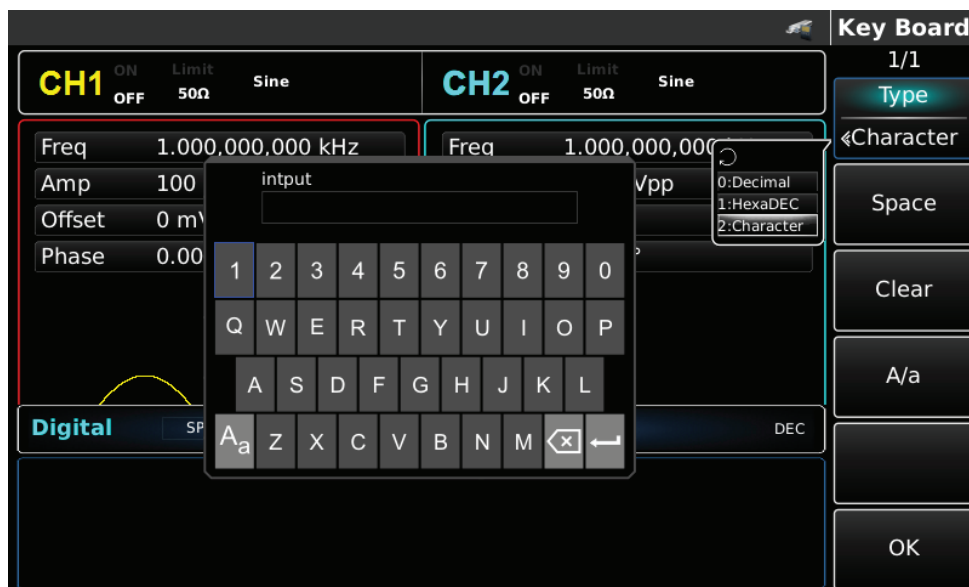 Key Board
1/1
CH1 ON OFF Limit 50Ω Sine
CH2 ON OFF Limit 50Ω Sine
Type
«Character
Freq 1.000,000,000 kHz
Freq 1.000,000,000
Amp 100
Vpp
0:Decimal
1:HexaDEC
2:Character
Offset 0 m
Phase 0.00
°
intput
1 2 3 4 5 6 7 8 9 0
Q W E R T Y U I O P
A S D F G H J K L
Aa Z X C V B N M
Space
Clear
A/a
Digital SP DEC
OK